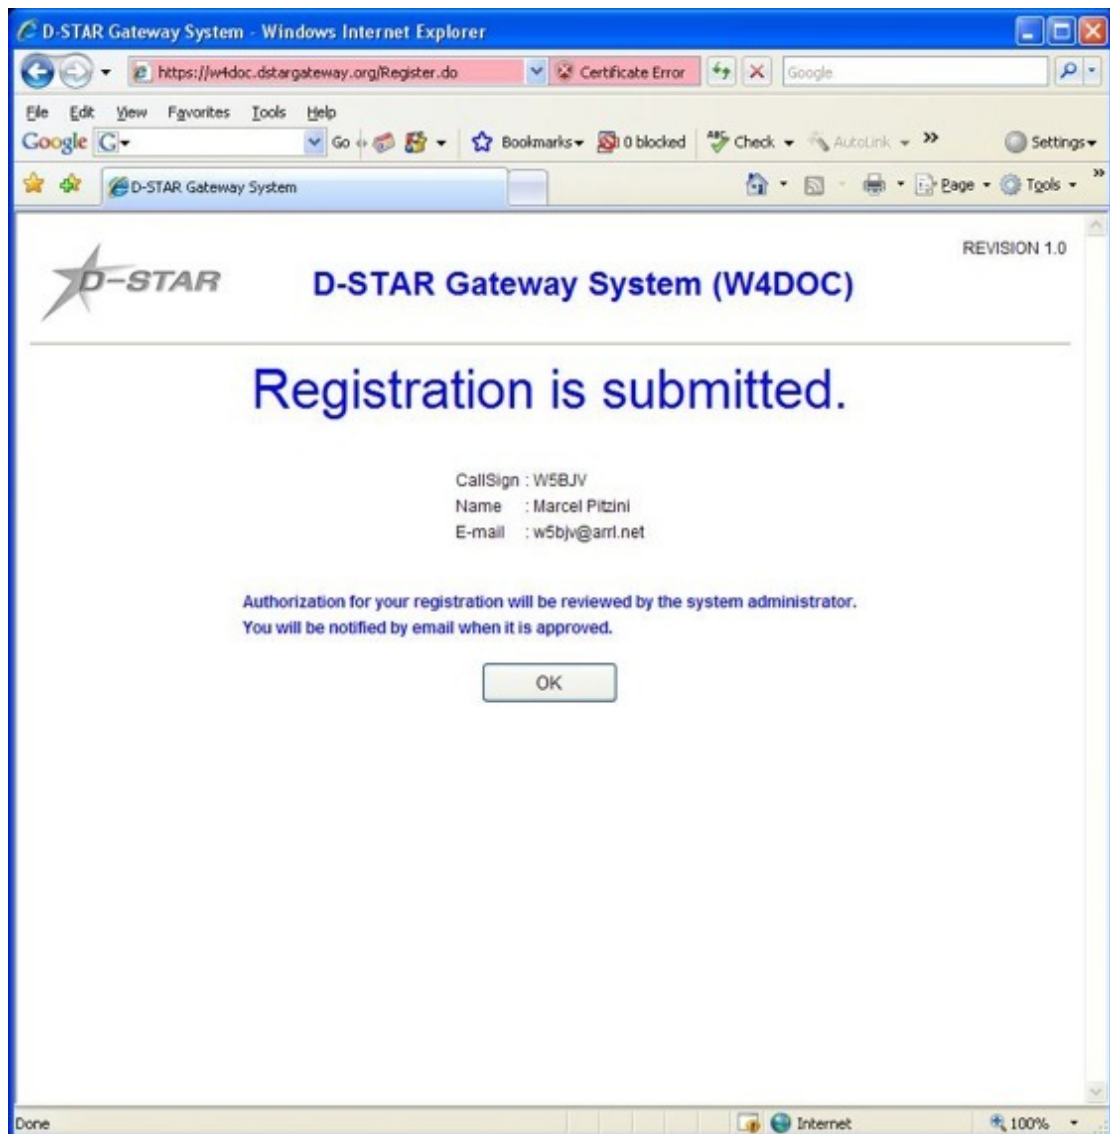 D-STAR Gateway System - Windows Internet Explorer
https://w4doc.dstargateway.org/Register.do Certificate Error Google
File Edit View Favorites Tools Help
Google G Go Bookmarks 0 blocked ABC Check AutoLink >> Settings
D-STAR Gateway System Page Tools >>
REVISION 1.0
D-STAR D-STAR Gateway System (W4DOC)
Registration is submitted.
CallSign : W5BJV
Name : Marcel Pitzini
E-mail : w5bjv@arrl.net
Authorization for your registration will be reviewed by the system administrator.
You will be notified by email when it is approved.
OK
Done Internet 100%